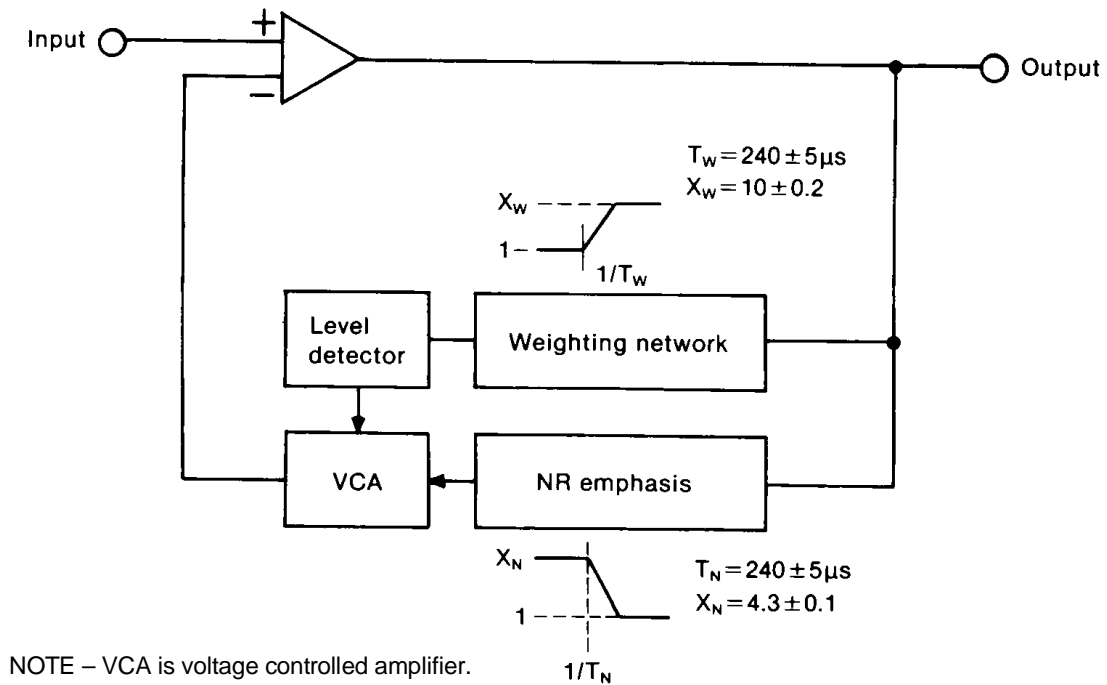 Input
+
−
Output
T_W = 240 ± 5µs
X_W = 10 ± 0.2
X_W
1
1/T_W
Level
detector
Weighting network
VCA
NR emphasis
X_N
1
T_N = 240 ± 5µs
X_N = 4.3 ± 0.1
1/T_N
NOTE – VCA is voltage controlled amplifier.